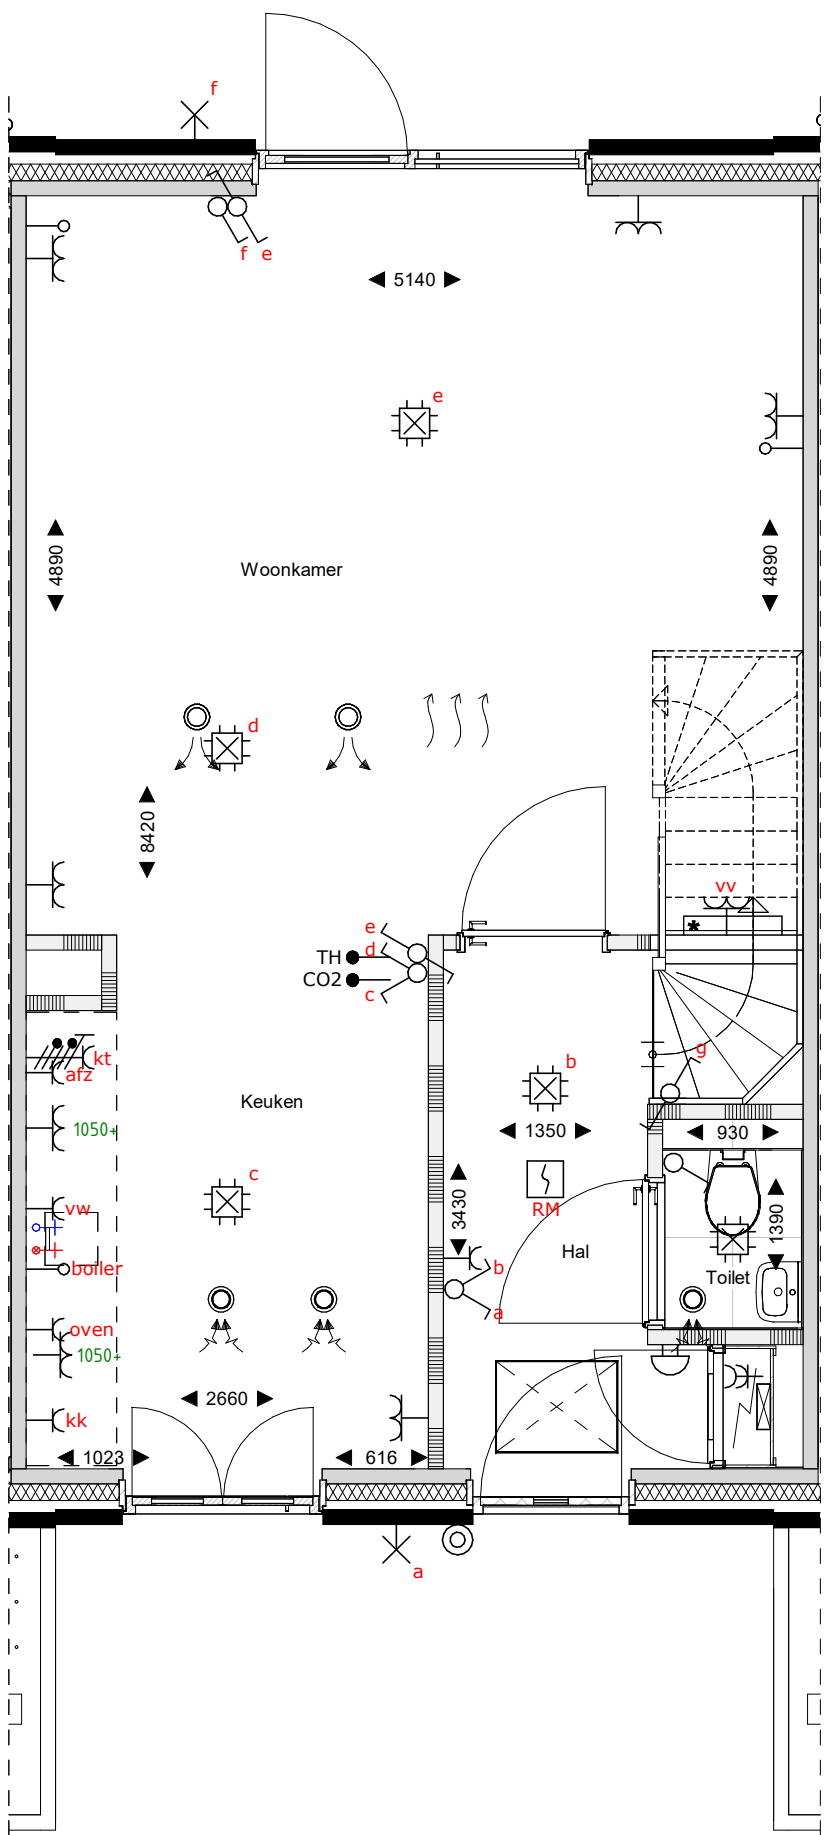 f
f e
5140
e
4890
4890
Woonkamer
d
8420
vv
*
e
d
TH
CO2
c
kt
afz
g
b
Keuken
1050+
1350
930
c
vw
RM
3430
1390
Hal
boiler
b
Toilet
a
oven
1050+
2660
kk
1023
616
a